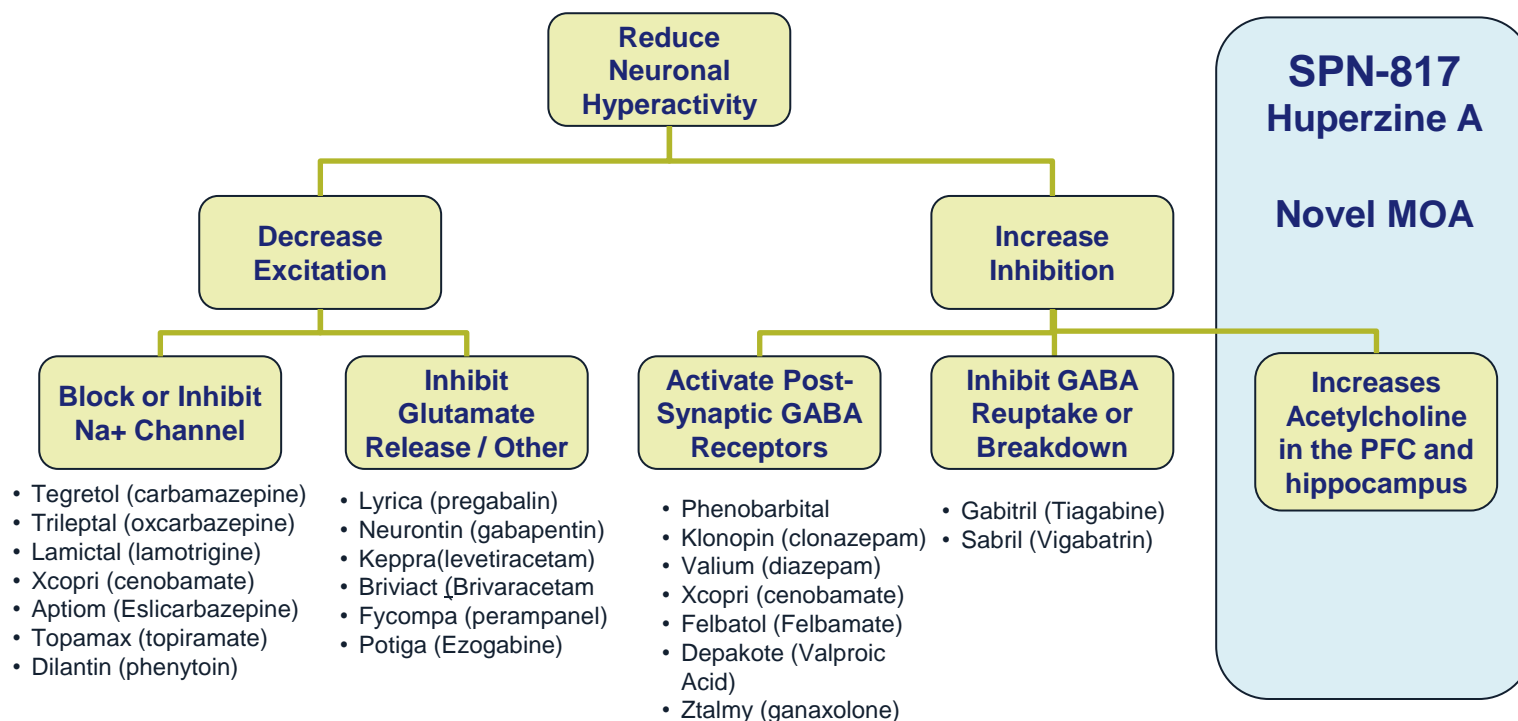 Reduce
Neuronal
Hyperactivity
SPN-817
Huperzine A
Novel MOA
Decrease
Excitation
Increase
Inhibition
Block or Inhibit
Na+ Channel
Inhibit
Glutamate
Release / Other
Activate Post-
Synaptic GABA
Receptors
Inhibit GABA
Reuptake or
Breakdown
Increases
Acetylcholine
in the PFC and
hippocampus
• Tegretol (carbamazepine)
• Trileptal (oxcarbazepine)
• Lamictal (lamotrigine)
• Xcopri (cenobamate)
• Aptiom (Eslicarbazepine)
• Topamax (topiramate)
• Dilantin (phenytoin)
• Lyrica (pregabalin)
• Neurontin (gabapentin)
• Keppra(levetiracetam)
• Briviact (Brivaracetam
• Fycompa (perampanel)
• Potiga (Ezogabine)
• Phenobarbital
• Klonopin (clonazepam)
• Valium (diazepam)
• Xcopri (cenobamate)
• Felbatol (Felbamate)
• Depakote (Valproic
Acid)
• Ztalmy (ganaxolone)
• Gabitril (Tiagabine)
• Sabril (Vigabatrin)